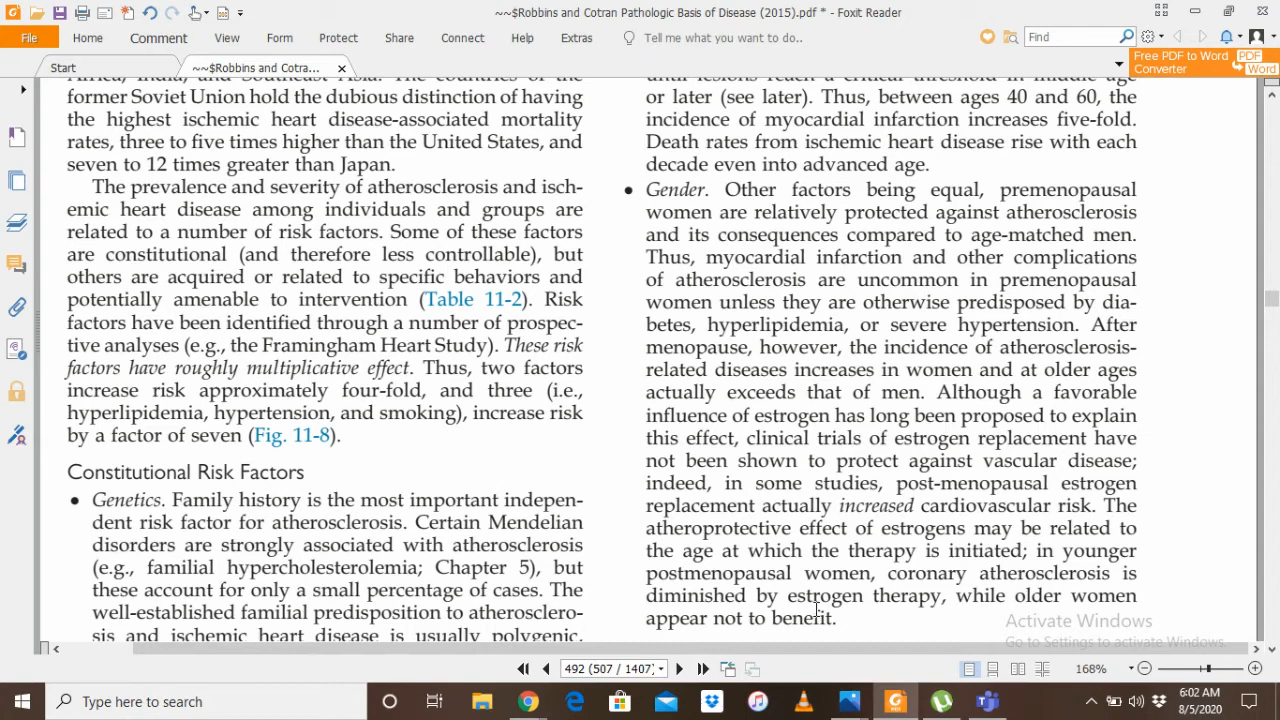 ~~$Robbins and Cotran Pathologic Basis of Disease (2015).pdf * - Foxit Reader
File Home Comment View Form Protect Share Connect Help Extras Tell me what you want to do.. Find
Free PDF to Word Converter PDF Word
Start ~~$Robbins and Cotra...
Africa, India, and Southeast Asia. The countries of
former Soviet Union hold the dubious distinction of having
the highest ischemic heart disease-associated mortality
rates, three to five times higher than the United States, and
seven to 12 times greater than Japan.
The prevalence and severity of atherosclerosis and isch-
emic heart disease among individuals and groups are
related to a number of risk factors. Some of these factors
are constitutional (and therefore less controllable), but
others are acquired or related to specific behaviors and
potentially amenable to intervention (Table 11-2). Risk
factors have been identified through a number of prospec-
tive analyses (e.g., the Framingham Heart Study). These risk
factors have roughly multiplicative effect. Thus, two factors
increase risk approximately four-fold, and three (i.e.,
hyperlipidemia, hypertension, and smoking), increase risk
by a factor of seven (Fig. 11-8).
Constitutional Risk Factors
• Genetics. Family history is the most important indepen-
dent risk factor for atherosclerosis. Certain Mendelian
disorders are strongly associated with atherosclerosis
(e.g., familial hypercholesterolemia; Chapter 5), but
these account for only a small percentage of cases. The
well-established familial predisposition to atherosclero-
sis and ischemic heart disease is usually polygenic,
until lesions reach a critical threshold in middle age
or later (see later). Thus, between ages 40 and 60, the
incidence of myocardial infarction increases five-fold.
Death rates from ischemic heart disease rise with each
decade even into advanced age.
• Gender. Other factors being equal, premenopausal
women are relatively protected against atherosclerosis
and its consequences compared to age-matched men.
Thus, myocardial infarction and other complications
of atherosclerosis are uncommon in premenopausal
women unless they are otherwise predisposed by dia-
betes, hyperlipidemia, or severe hypertension. After
menopause, however, the incidence of atherosclerosis-
related diseases increases in women and at older ages
actually exceeds that of men. Although a favorable
influence of estrogen has long been proposed to explain
this effect, clinical trials of estrogen replacement have
not been shown to protect against vascular disease;
indeed, in some studies, post-menopausal estrogen
replacement actually increased cardiovascular risk. The
atheroprotective effect of estrogens may be related to
the age at which the therapy is initiated; in younger
postmenopausal women, coronary atherosclerosis is
diminished by estrogen therapy, while older women
appear not to benefit.
Activate Windows
Go to Settings to activate Windows.
492 (507 / 1407) 168%
Type here to search
6:02 AM
8/5/2020